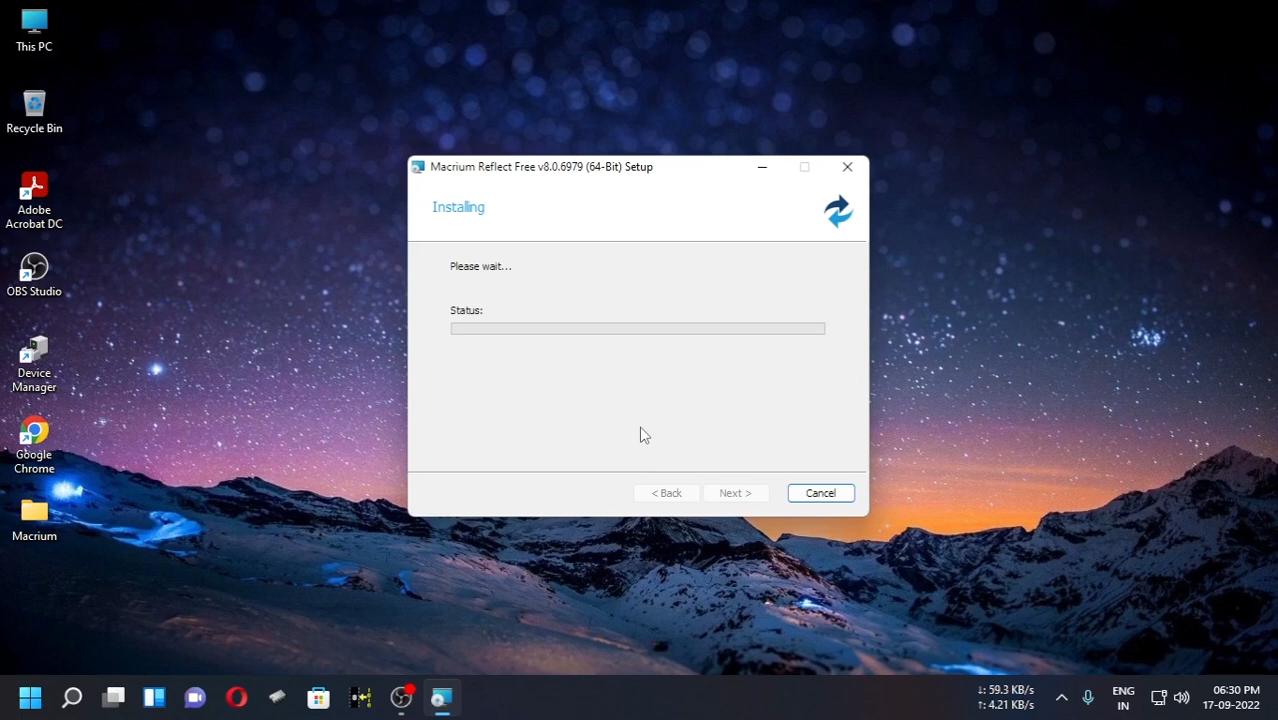 This PC
Recycle Bin
Adobe
Acrobat DC
OBS Studio
Device
Manager
Google
Chrome
Macrium
Macrium Reflect Free v8.0.6979 (64-Bit) Setup
Installing
Please wait...
Status:
< Back
Next >
Cancel
↓: 59.3 KB/s
↑: 4.21 KB/s
ENG
IN
06:30 PM
17-09-2022